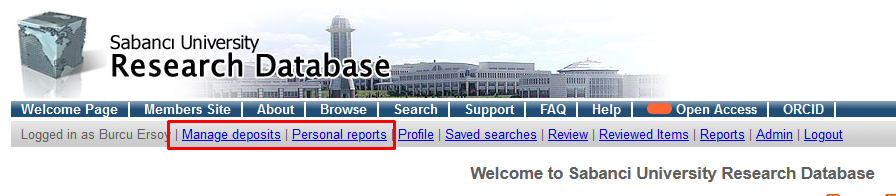 Sabancı University
Research Database
Welcome Page | Members Site | About | Browse | Search | Support | FAQ | Help | Open Access | ORCID |
Logged in as Burcu Ersoy | Manage deposits | Personal reports | Profile | Saved searches | Review | Reviewed Items | Reports | Admin | Logout
Welcome to Sabanci University Research Database